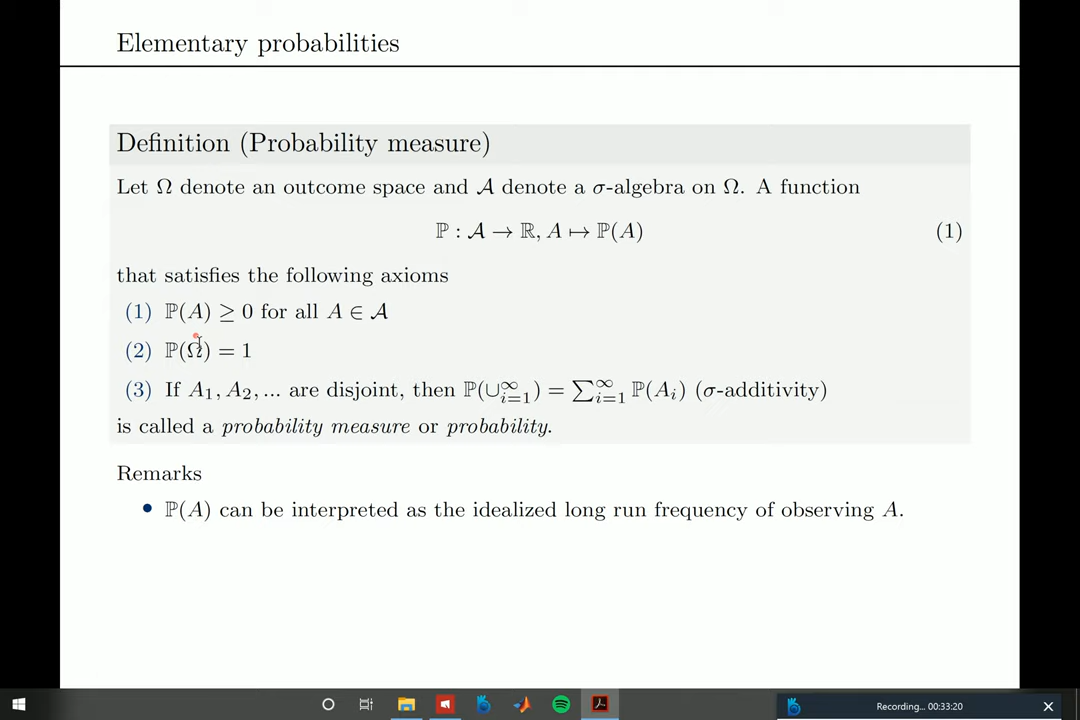 Elementary probabilities
Definition (Probability measure)
Let Ω denote an outcome space and 𝒜 denote a σ-algebra on Ω. A function
ℙ : 𝒜 → ℝ, A ↦ ℙ(A) (1)
that satisfies the following axioms
(1) ℙ(A) ≥ 0 for all A ∈ 𝒜
(2) ℙ(Ω) = 1
(3) If A₁, A₂, ... are disjoint, then ℙ(∪_{i=1}^∞) = ∑_{i=1}^∞ ℙ(A_i) (σ-additivity)
is called a probability measure or probability.
Remarks
• ℙ(A) can be interpreted as the idealized long run frequency of observing A.
Recording... 00:33:20